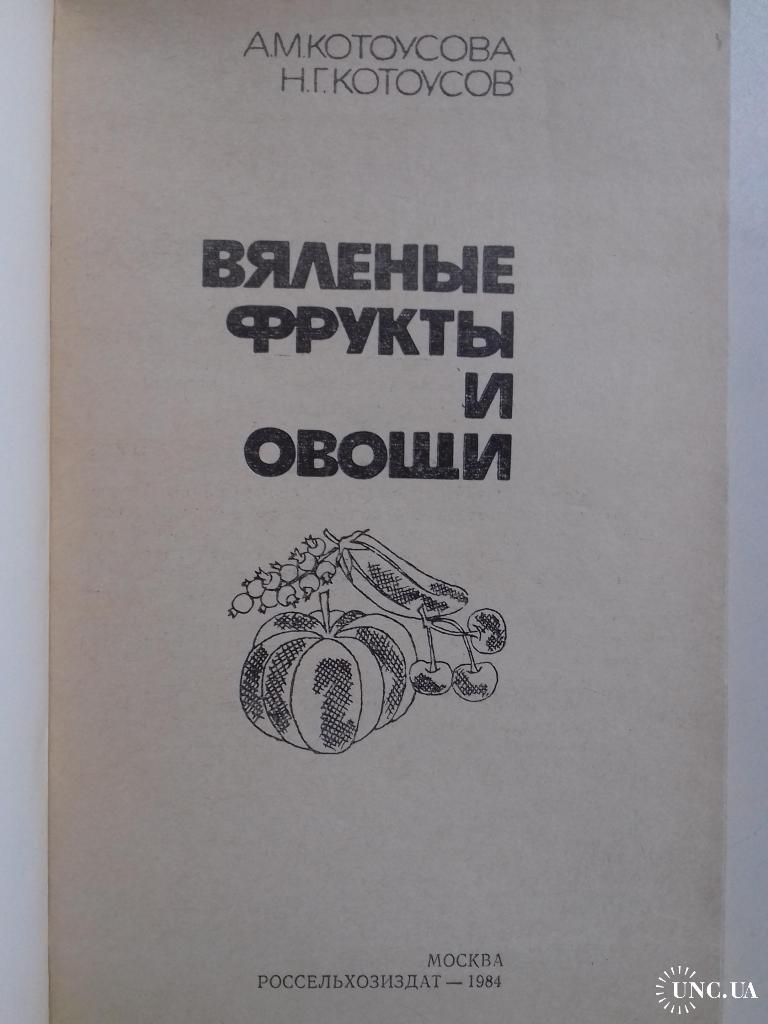 А.М.КОТОУСОВА
Н.Г.КОТОУСОВ
ВЯЛЕНЫЕ
ФРУКТЫ
И
ОВОЩИ
МОСКВА
РОССЕЛЬХОЗИЗДАТ — 1984
UNC.UA